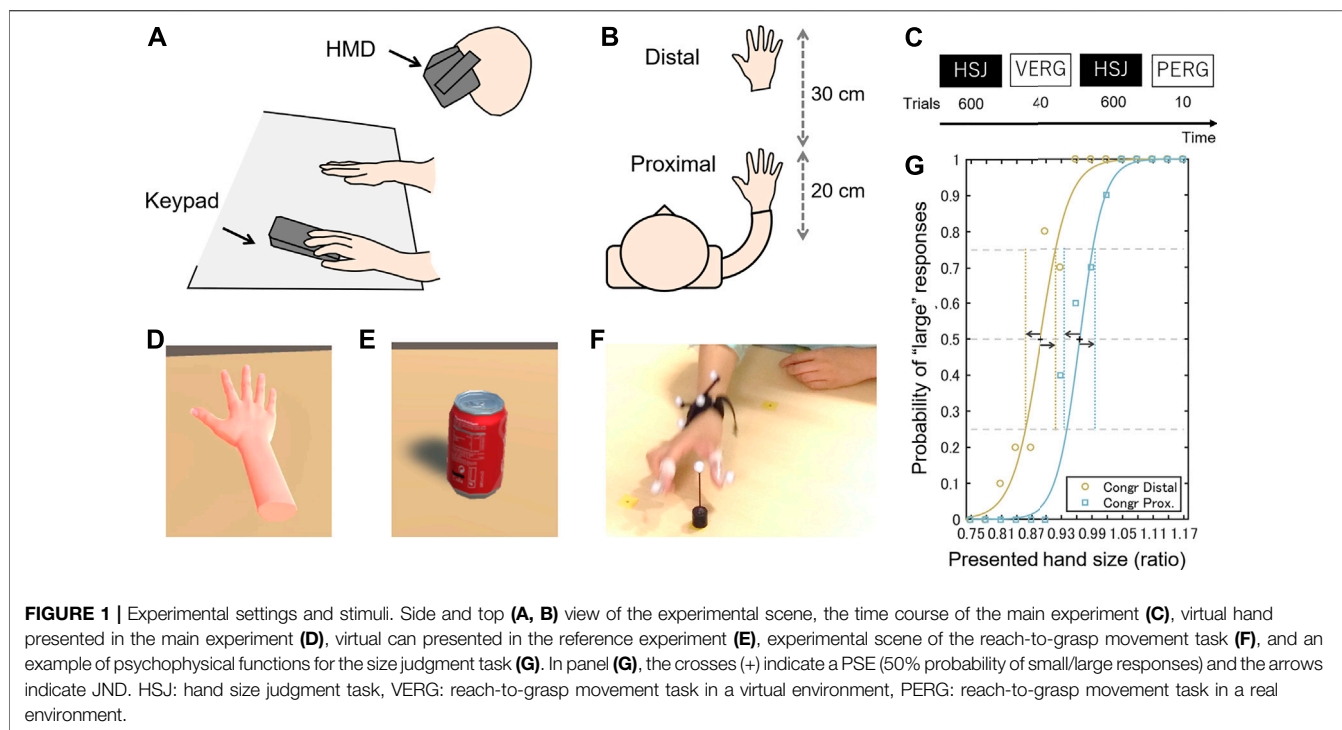 A
HMD
Keypad
B
Distal
30 cm
Proximal
20 cm
C
HSJ VERG HSJ PERG
Trials 600 40 600 10
Time
D
E
F
G
Probability of "large" responses
1
0.9
0.8
0.7
0.6
0.5
0.4
0.3
0.2
0.1
0
Congr Distal
Congr Prox.
0.75 0.81 0.87 0.93 0.99 1.05 1.11 1.17
Presented hand size (ratio)
FIGURE 1 | Experimental settings and stimuli. Side and top (A, B) view of the experimental scene, the time course of the main experiment (C), virtual hand
presented in the main experiment (D), virtual can presented in the reference experiment (E), experimental scene of the reach-to-grasp movement task (F), and an
example of psychophysical functions for the size judgment task (G). In panel (G), the crosses (+) indicate a PSE (50% probability of small/large responses) and the arrows
indicate JND. HSJ: hand size judgment task, VERG: reach-to-grasp movement task in a virtual environment, PERG: reach-to-grasp movement task in a real
environment.